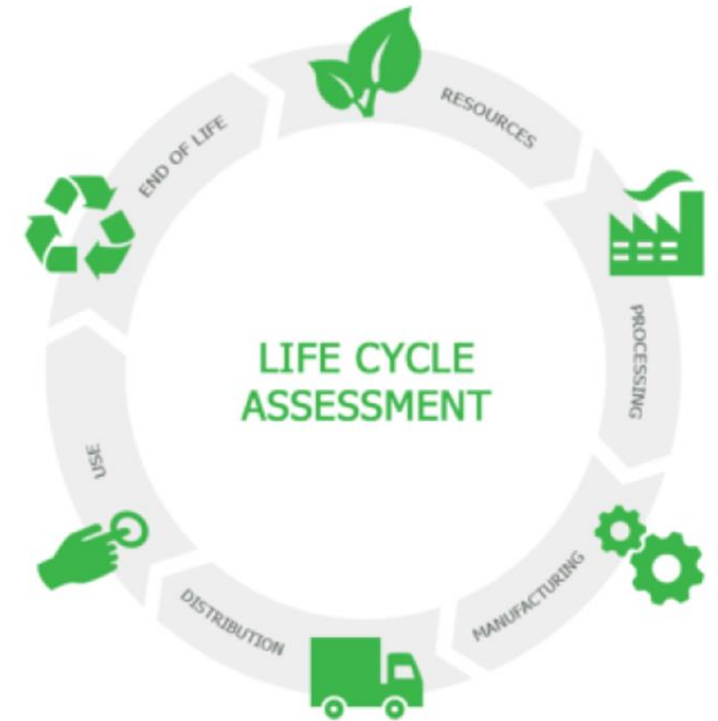 LIFE CYCLE
ASSESSMENT
RESOURCES
PROCESSING
MANUFACTURING
DISTRIBUTION
USE
END OF LIFE